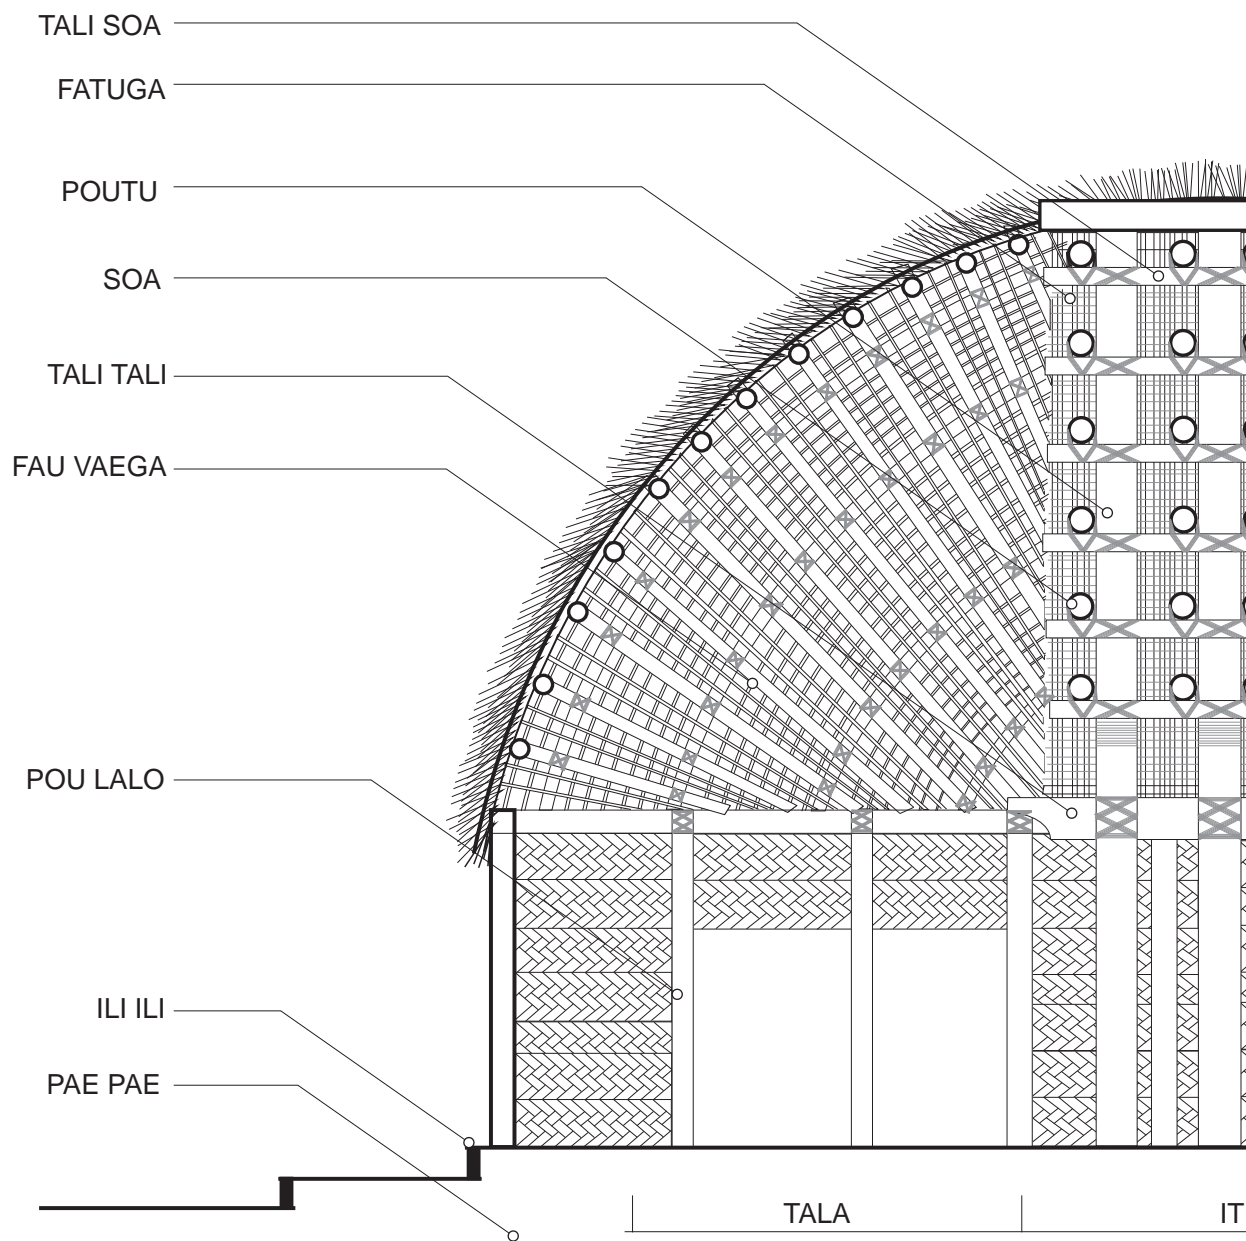 TALI SOA
FATUGA
POUTU
SOA
TALI TALI
FAU VAEGA
POU LALO
ILI ILI
PAE PAE
TALA
IT